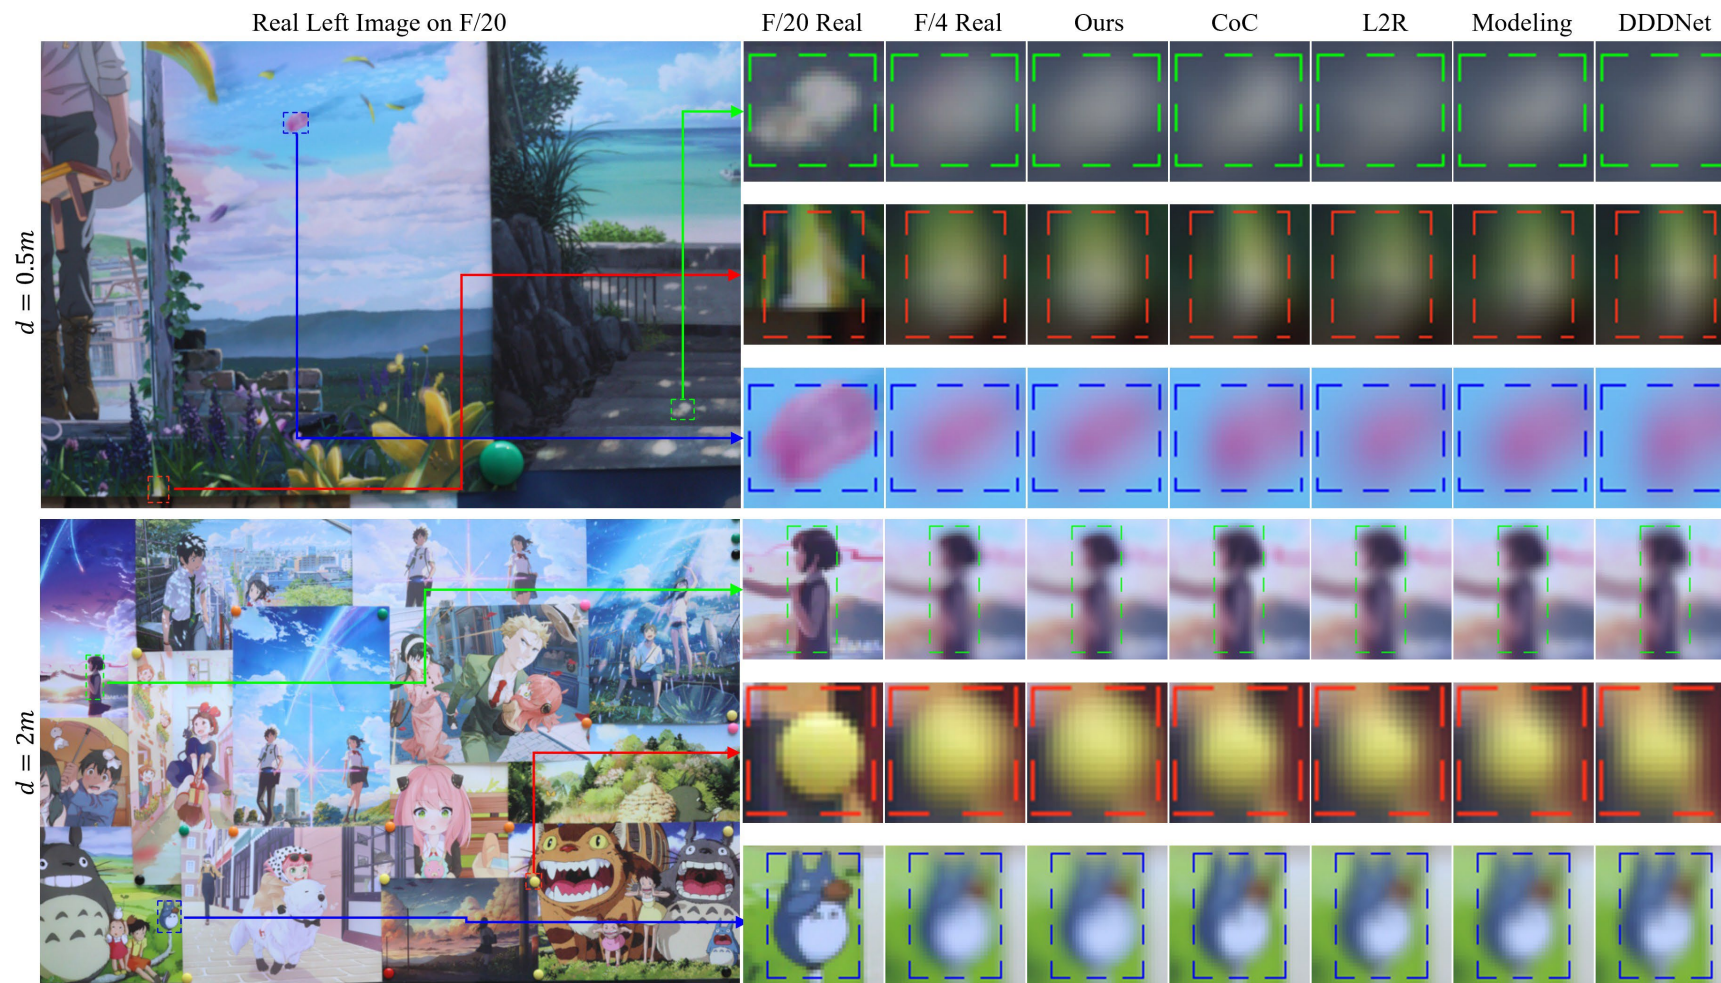 Real Left Image on F/20
F/20 Real
F/4 Real
Ours
CoC
L2R
Modeling
DDDNet
d = 0.5m
d = 2m